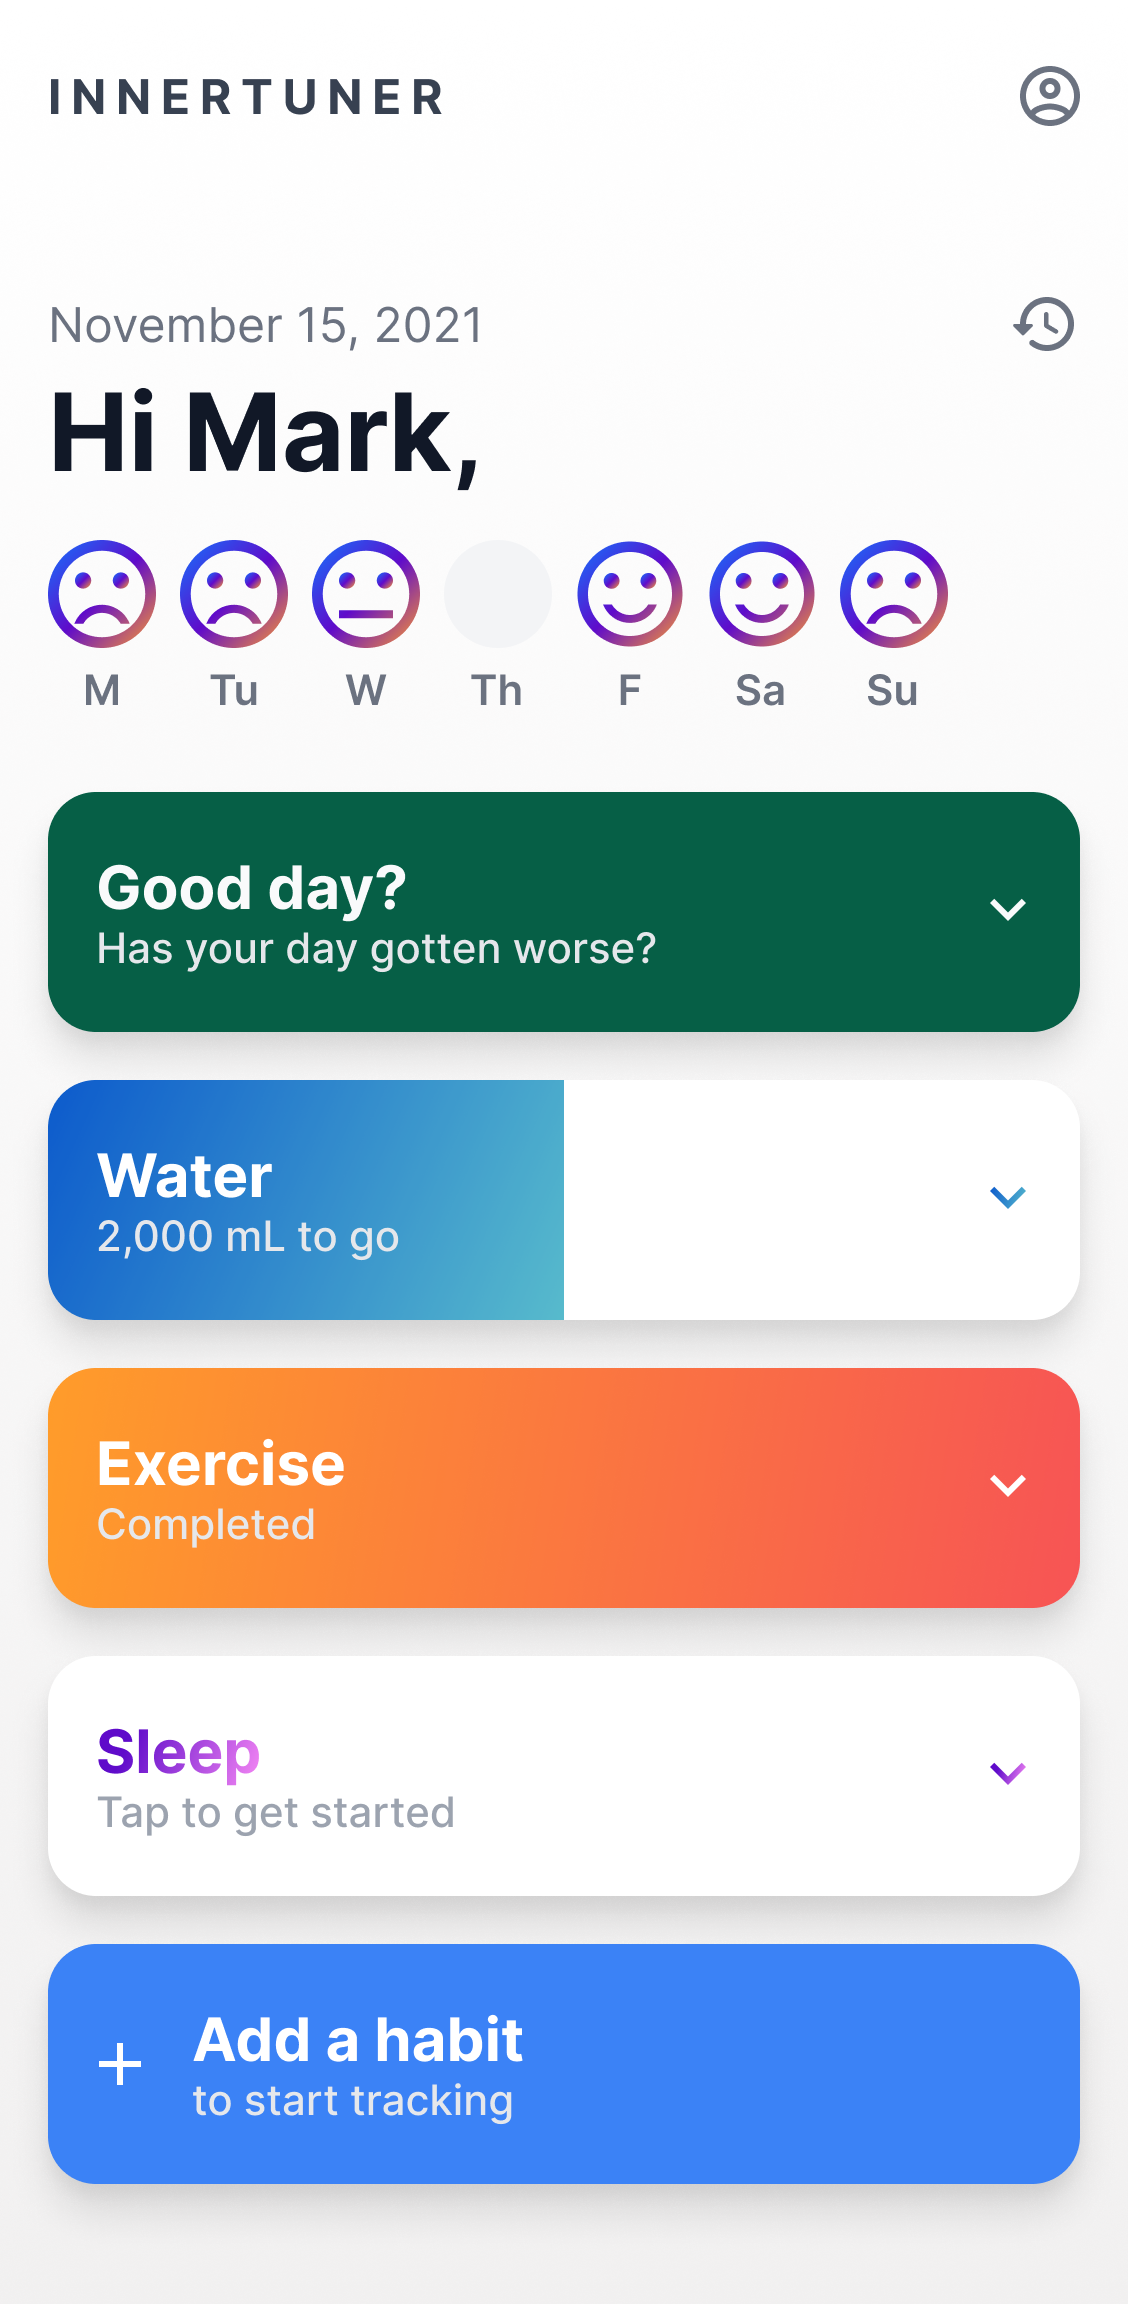 INNERTUNER
November 15, 2021
Hi Mark,
M Tu W Th F Sa Su
Good day?
Has your day gotten worse?
Water
2,000 mL to go
Exercise
Completed
Sleep
Tap to get started
Add a habit
to start tracking